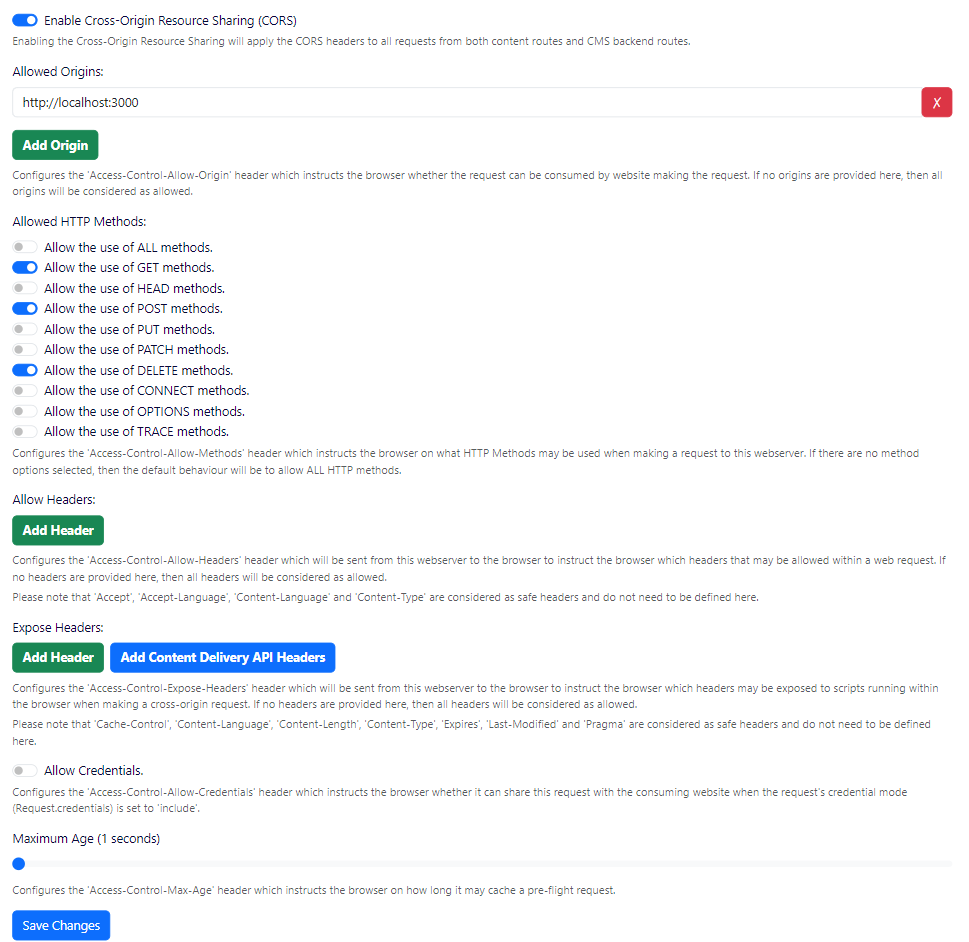 Enable Cross-Origin Resource Sharing (CORS)
Enabling the Cross-Origin Resource Sharing will apply the CORS headers to all requests from both content routes and CMS backend routes.
Allowed Origins:
http://localhost:3000
X
Add Origin
Configures the 'Access-Control-Allow-Origin' header which instructs the browser whether the request can be consumed by website making the request. If no origins are provided here, then all
origins will be considered as allowed.
Allowed HTTP Methods:
Allow the use of ALL methods.
Allow the use of GET methods.
Allow the use of HEAD methods.
Allow the use of POST methods.
Allow the use of PUT methods.
Allow the use of PATCH methods.
Allow the use of DELETE methods.
Allow the use of CONNECT methods.
Allow the use of OPTIONS methods.
Allow the use of TRACE methods.
Configures the 'Access-Control-Allow-Methods' header which instructs the browser on what HTTP Methods may be used when making a request to this webserver. If there are no method
options selected, then the default behaviour will be to allow ALL HTTP methods.
Allow Headers:
Add Header
Configures the 'Access-Control-Allow-Headers' header which will be sent from this webserver to the browser to instruct the browser which headers that may be allowed within a web request. If
no headers are provided here, then all headers will be considered as allowed.
Please note that 'Accept', 'Accept-Language', 'Content-Language' and 'Content-Type' are considered as safe headers and do not need to be defined here.
Expose Headers:
Add Header Add Content Delivery API Headers
Configures the 'Access-Control-Expose-Headers' header which will be sent from this webserver to the browser to instruct the browser which headers may be exposed to scripts running within
the browser when making a cross-origin request. If no headers are provided here, then all headers will be considered as allowed.
Please note that 'Cache-Control', 'Content-Language', 'Content-Length', 'Content-Type', 'Expires', 'Last-Modified' and 'Pragma' are considered as safe headers and do not need to be defined
here.
Allow Credentials.
Configures the 'Access-Control-Allow-Credentials' header which instructs the browser whether it can share this request with the consuming website when the request's credential mode
(Request.credentials) is set to 'include'.
Maximum Age (1 seconds)
Configures the 'Access-Control-Max-Age' header which instructs the browser on how long it may cache a pre-flight request.
Save Changes